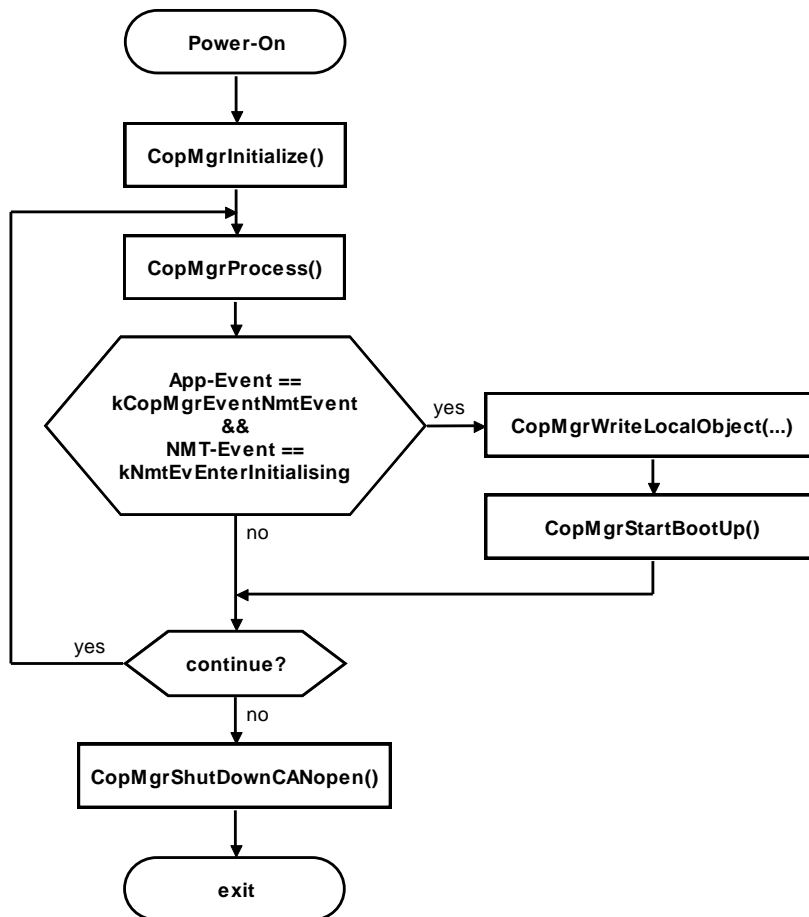 Power-On
CopMgrInitialize()
CopMgrProcess()
App-Event ==
kCopMgrEventNmtEvent
&&
NMT-Event ==
kNmtEvEnterInitialising
yes
CopMgrWriteLocalObject(...)
CopMgrStartBootUp()
no
yes
continue?
no
CopMgrShutDownCANopen()
exit